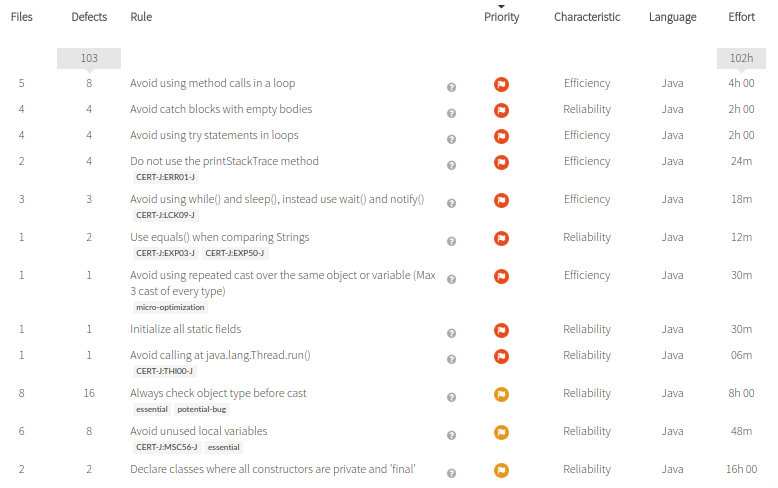 Files Defects Rule Priority Characteristic Language Effort
103 102h
5 8 Avoid using method calls in a loop ? Efficiency Java 4h 00
4 4 Avoid catch blocks with empty bodies ? Reliability Java 2h 00
4 4 Avoid using try statements in loops ? Efficiency Java 2h 00
2 4 Do not use the printStackTrace method ? Efficiency Java 24m
CERT-J:ERR01-J
3 3 Avoid using while() and sleep(), instead use wait() and notify() ? Efficiency Java 18m
CERT-J:LCK09-J
1 2 Use equals() when comparing Strings ? Reliability Java 12m
CERT-J:EXP03-J CERT-J:EXP50-J
1 1 Avoid using repeated cast over the same object or variable (Max ? Efficiency Java 30m
3 cast of every type)
micro-optimization
1 1 Initialize all static fields ? Reliability Java 30m
1 1 Avoid calling at java.lang.Thread.run() ? Reliability Java 06m
CERT-J:THI00-J
8 16 Always check object type before cast ? Reliability Java 8h 00
essential potential-bug
6 8 Avoid unused local variables ? Reliability Java 48m
CERT-J:MSC56-J essential
2 2 Declare classes where all constructors are private and 'final' ? Reliability Java 16h 00